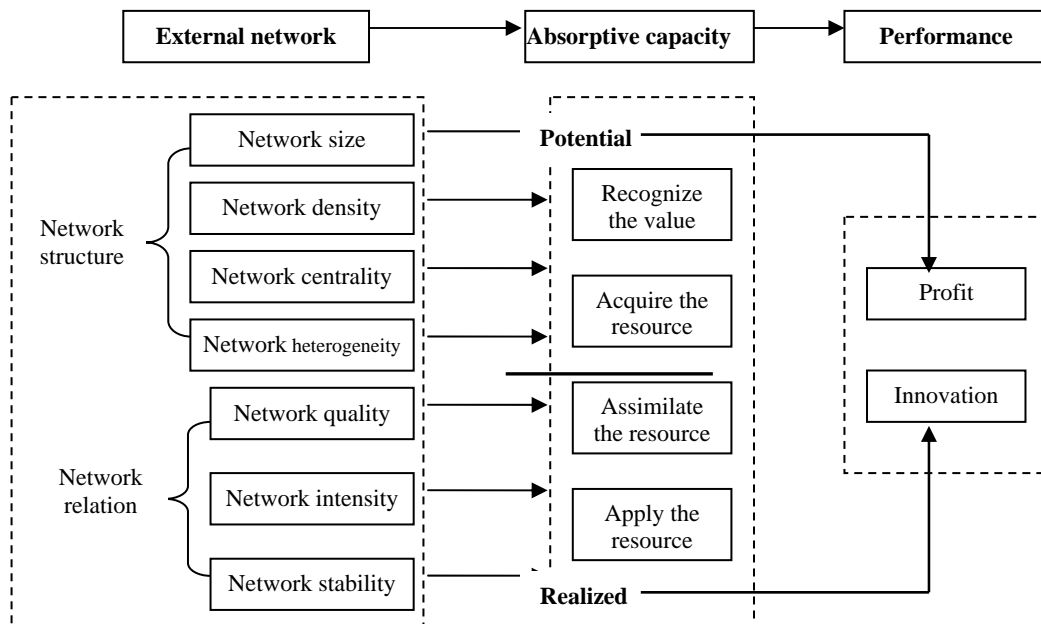 External network
Absorptive capacity
Performance
Network size
Potential
Network density
Recognize
the value
Network
structure
Network centrality
Acquire the
resource
Profit
Network heterogeneity
Network quality
Assimilate
the resource
Innovation
Network
relation
Network intensity
Apply the
resource
Network stability
Realized